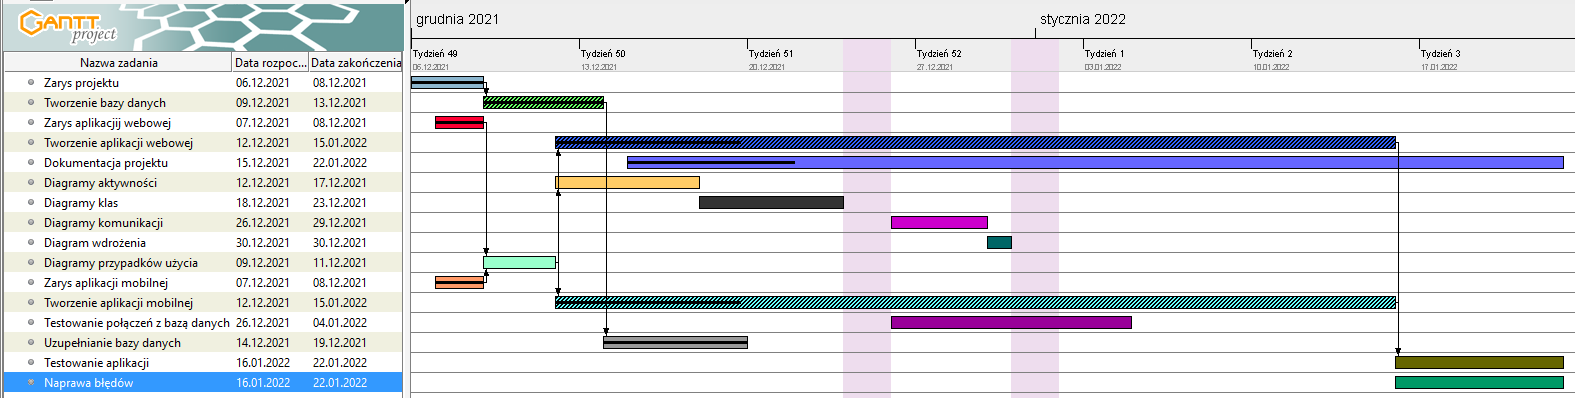 GANTT project
grudnia 2021 stycznia 2022
Tydzień 49 Tydzień 50 Tydzień 51 Tydzień 52 Tydzień 1 Tydzień 2 Tydzień 3
06.12.2021 13.12.2021 20.12.2021 27.12.2021 03.01.2022 10.01.2022 17.01.2022
Nazwa zadania Data rozpoc... Data zakończenia
Zarys projektu 06.12.2021 08.12.2021
Tworzenie bazy danych 09.12.2021 13.12.2021
Zarys aplikacjij webowej 07.12.2021 08.12.2021
Tworzenie aplikacji webowej 12.12.2021 15.01.2022
Dokumentacja projektu 15.12.2021 22.01.2022
Diagramy aktywności 12.12.2021 17.12.2021
Diagramy klas 18.12.2021 23.12.2021
Diagramy komunikacji 26.12.2021 29.12.2021
Diagram wdrożenia 30.12.2021 30.12.2021
Diagramy przypadków użycia 09.12.2021 11.12.2021
Zarys aplikacji mobilnej 07.12.2021 08.12.2021
Tworzenie aplikacji mobilnej 12.12.2021 15.01.2022
Testowanie połączeń z bazą danych 26.12.2021 04.01.2022
Uzupełnianie bazy danych 14.12.2021 19.12.2021
Testowanie aplikacji 16.01.2022 22.01.2022
Naprawa błędów 16.01.2022 22.01.2022